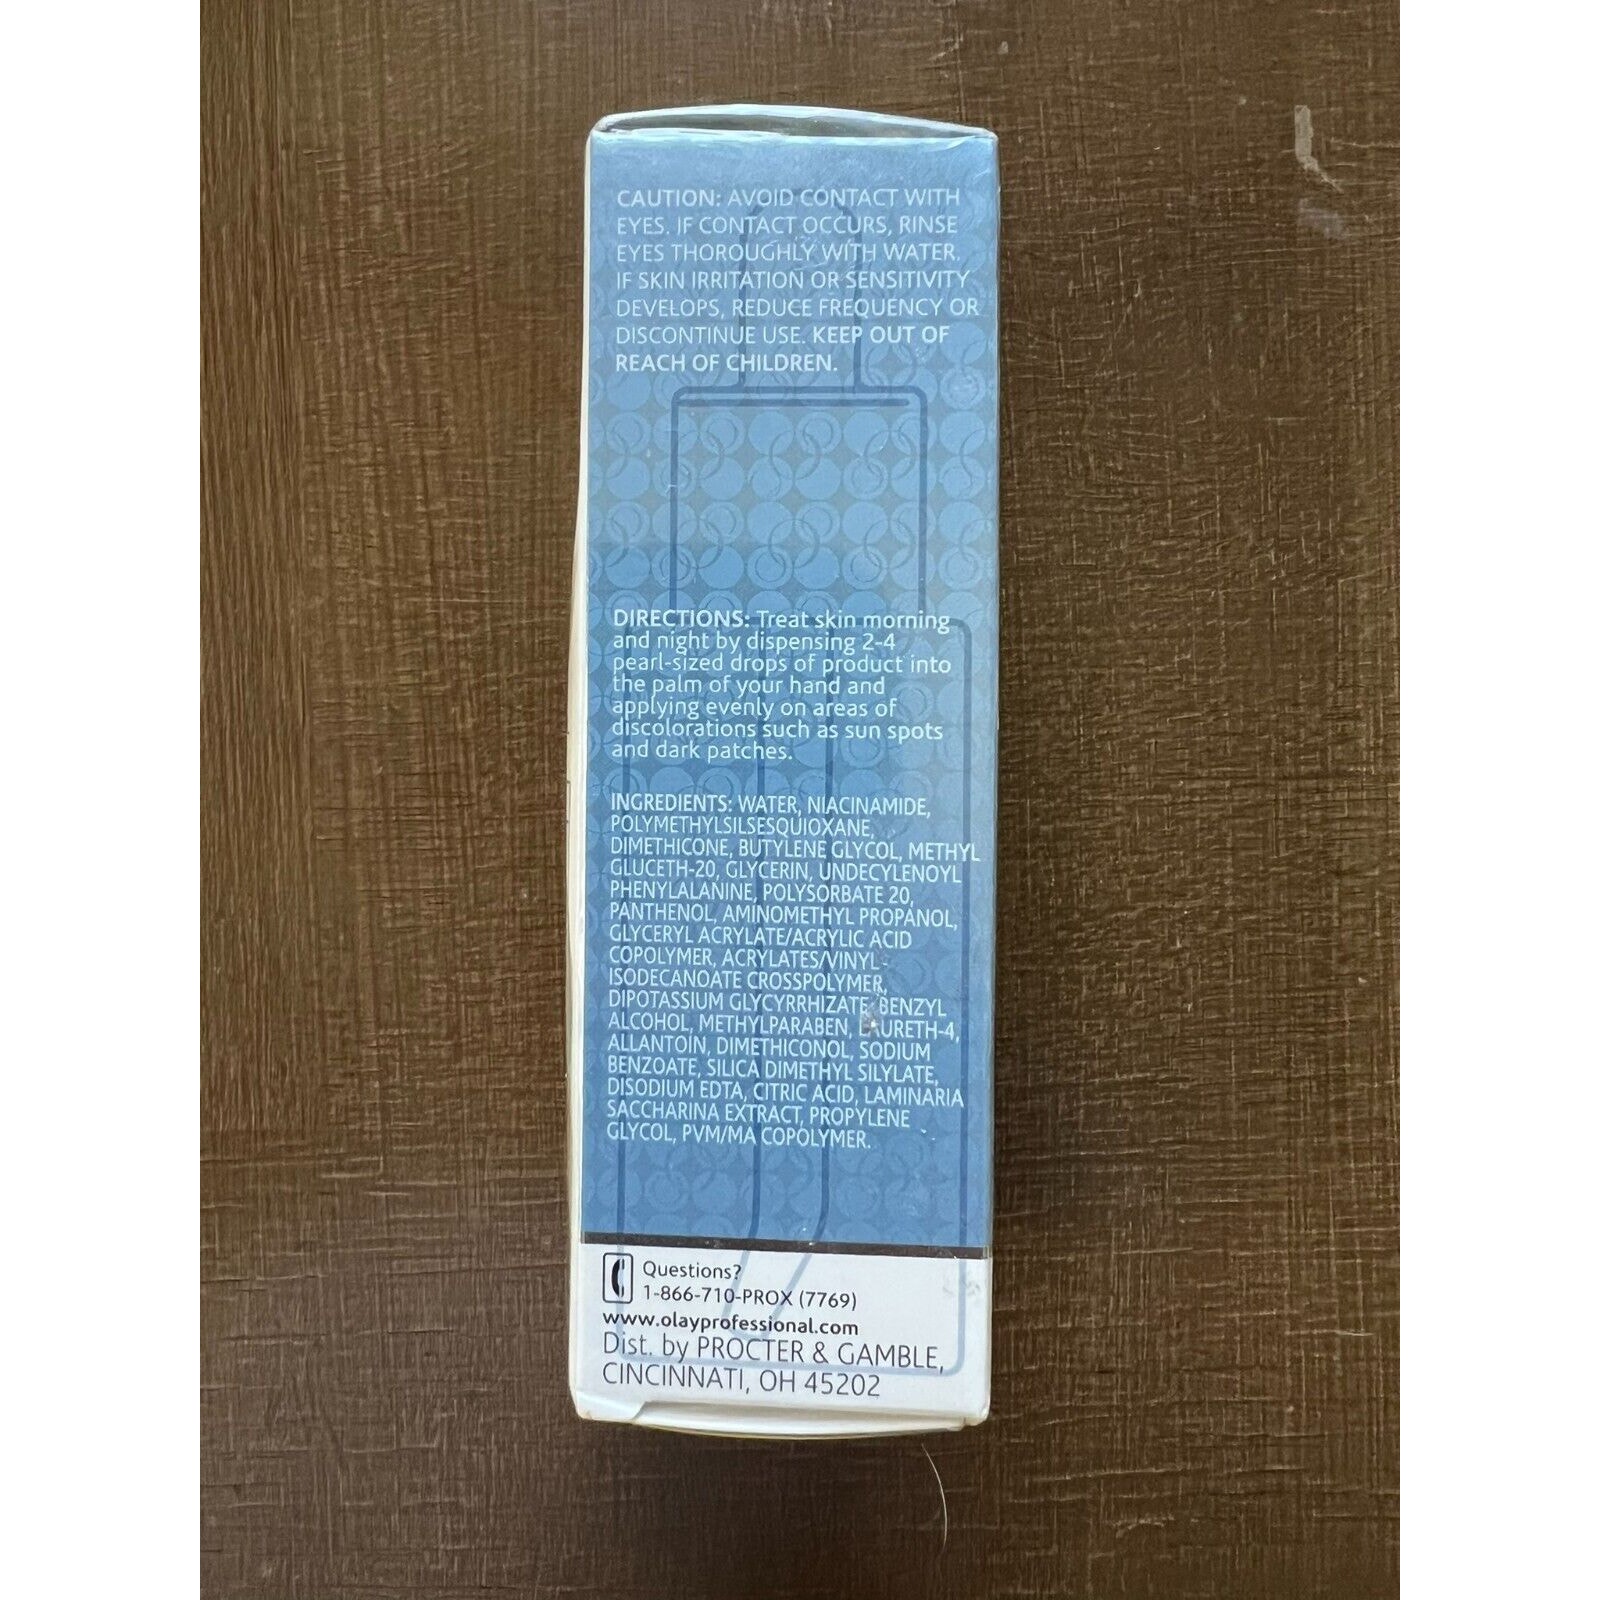 CAUTION: AVOID CONTACT WITH
EYES. IF CONTACT OCCURS, RINSE
EYES THOROUGHLY WITH WATER.
IF SKIN IRRITATION OR SENSITIVITY
DEVELOPS, REDUCE FREQUENCY OR
DISCONTINUE USE. KEEP OUT OF
REACH OF CHILDREN.
DIRECTIONS: Treat skin morning
and night by dispensing 2-4
pearl-sized drops of product into
the palm of your hand and
applying evenly on areas of
discolorations such as sun spots
and dark patches.
INGREDIENTS: WATER, NIACINAMIDE,
POLYMETHYLSILSESQUIOXANE,
DIMETHICONE, BUTYLENE GLYCOL, METHYL
GLUCETH-20, GLYCERIN, UNDECYLENOYL
PHENYLALANINE, POLYSORBATE 20,
PANTHENOL, AMINOMETHYL PROPANOL,
GLYCERYL ACRYLATE/ACRYLIC ACID
COPOLYMER, ACRYLATES/VINYL
ISODECANOATE CROSSPOLYMER,
DIPOTASSIUM GLYCYRRHIZATE, BENZYL
ALCOHOL, METHYLPARABEN, LAURETH-4,
ALLANTOIN, DIMETHICONOL, SODIUM
BENZOATE, SILICA DIMETHYL SILYLATE,
DISODIUM EDTA, CITRIC ACID, LAMINARIA
SACCHARINA EXTRACT, PROPYLENE
GLYCOL, PVM/MA COPOLYMER.
Questions?
1-866-710-PROX (7769)
www.olayprofessional.com
Dist. by PROCTER & GAMBLE,
CINCINNATI, OH 45202